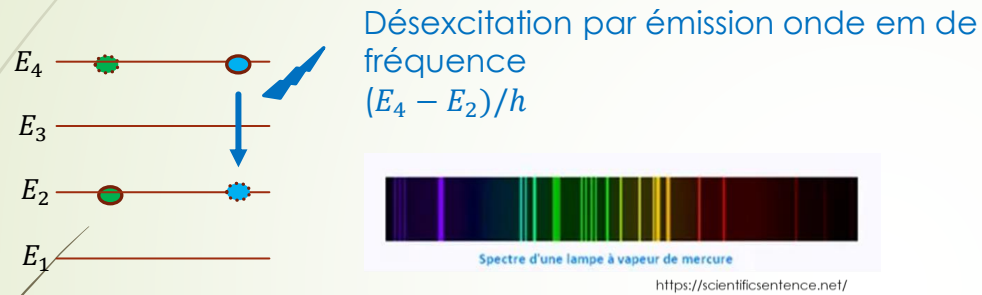 Désexcitation par émission onde em de
fréquence
(E₄ − E₂)/h
E₄
E₃
E₂
E₁
Spectre d'une lampe à vapeur de mercure
https://scientificsentence.net/